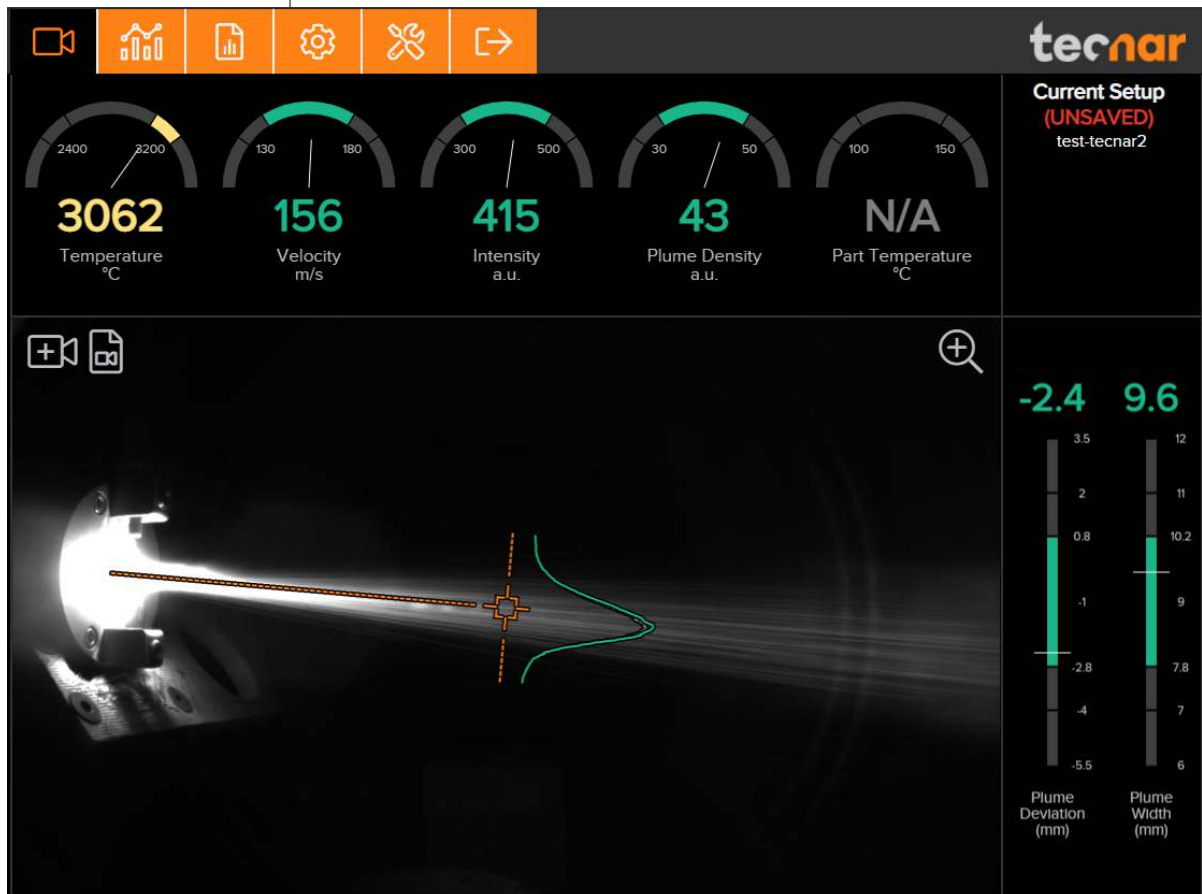 tecnar
Current Setup
(UNSAVED)
test-tecnar2
2400 3200
3062
Temperature
°C
130 180
156
Velocity
m/s
300 500
415
Intensity
a.u.
30 50
43
Plume Density
a.u.
100 150
N/A
Part Temperature
°C
-2.4
3.5
2
0.8
-1
-2.8
-4
-5.5
Plume
Deviation
(mm)
9.6
12
11
10.2
9
7.8
7
6
Plume
Width
(mm)